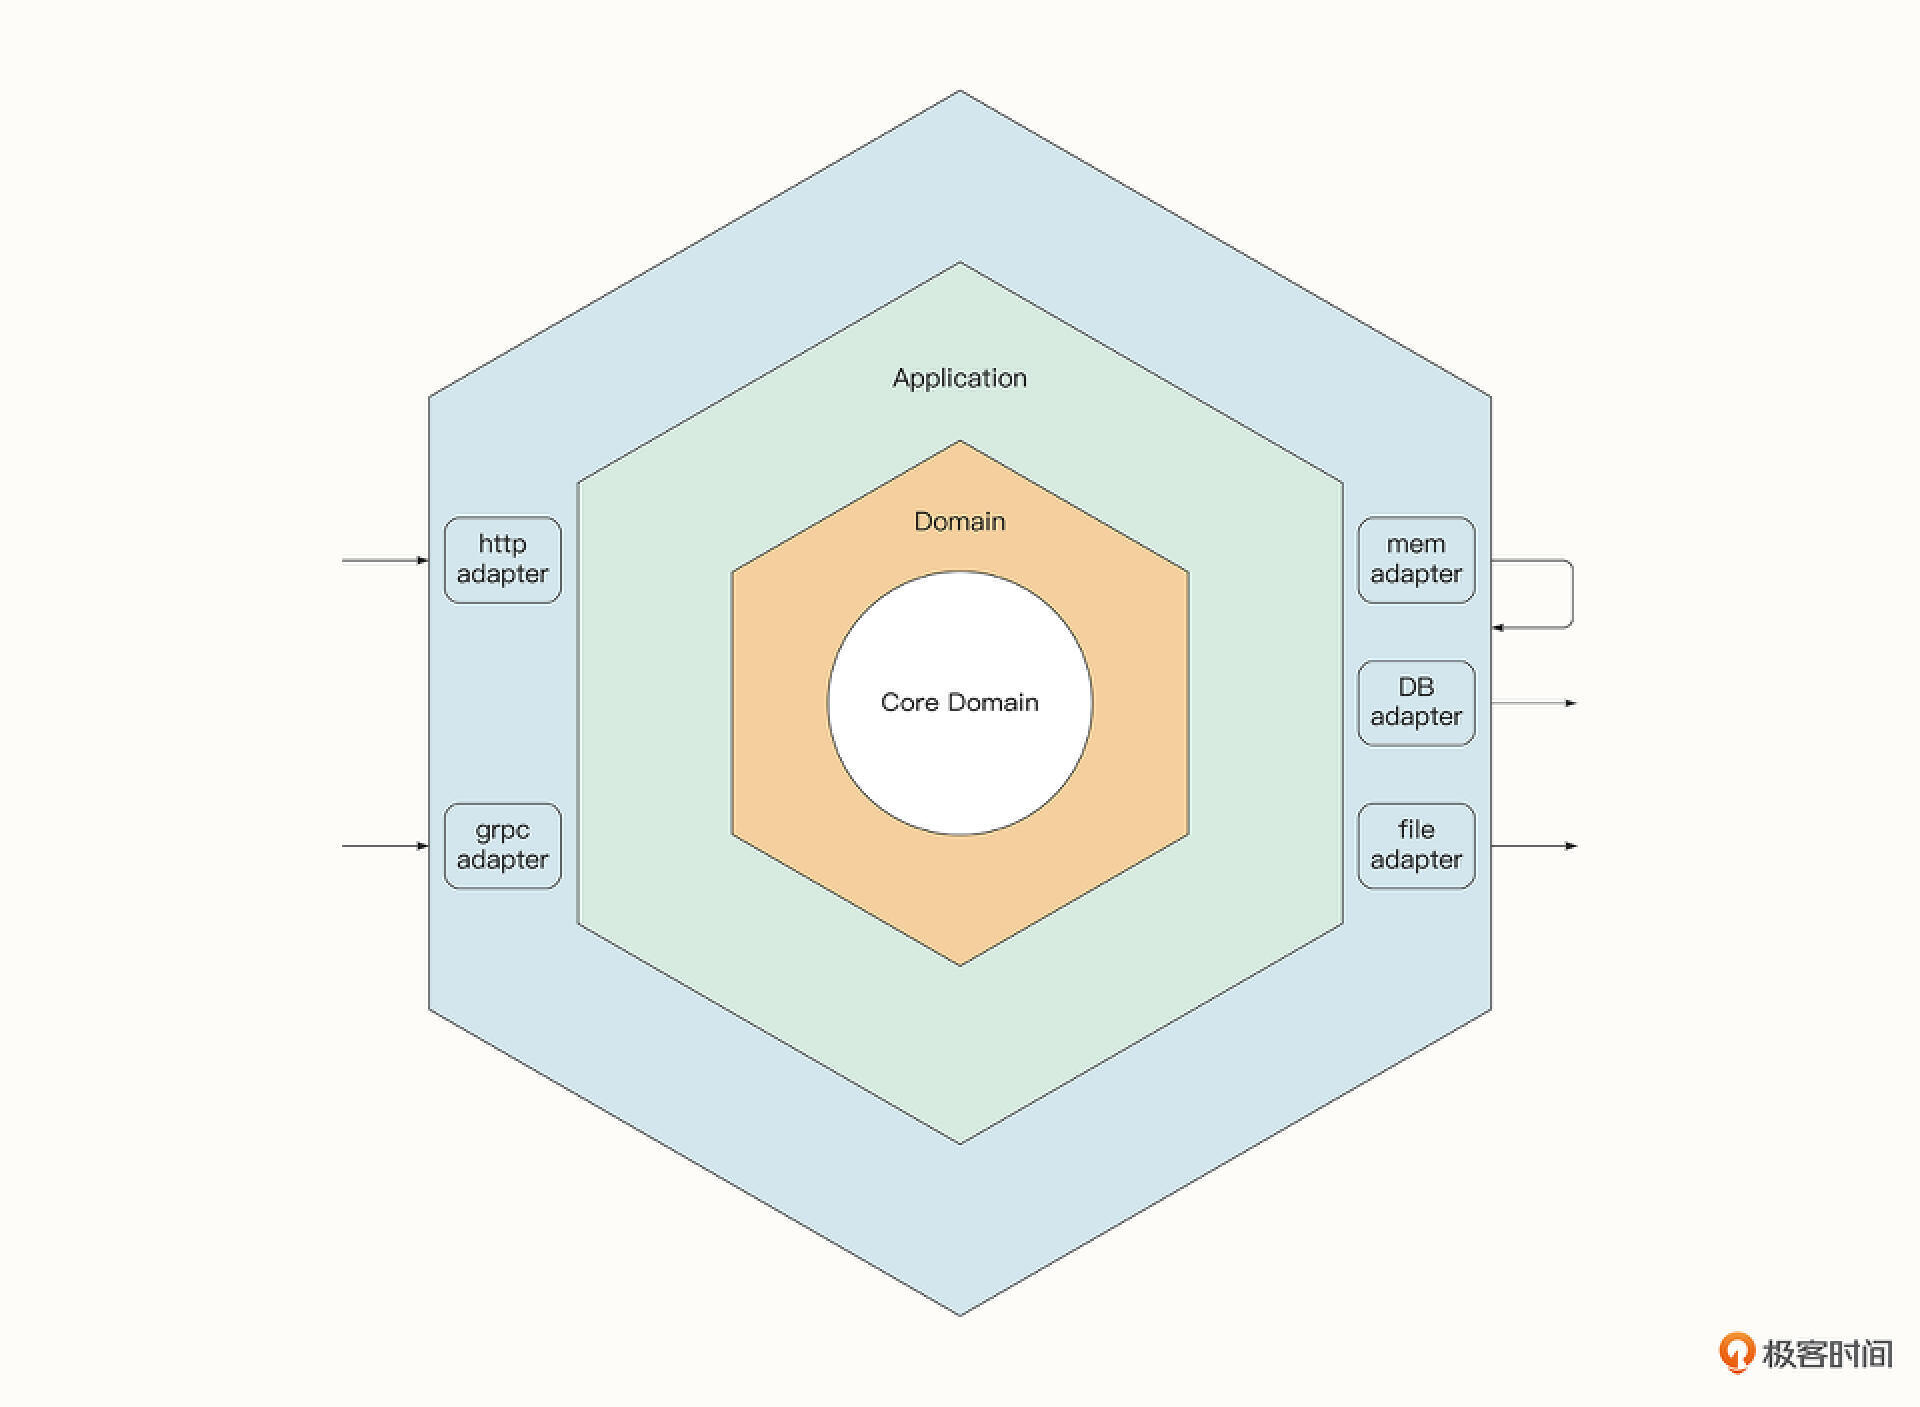 Application
Domain
http
adapter
mem
adapter
Core Domain
DB
adapter
grpc
adapter
file
adapter
极客时间